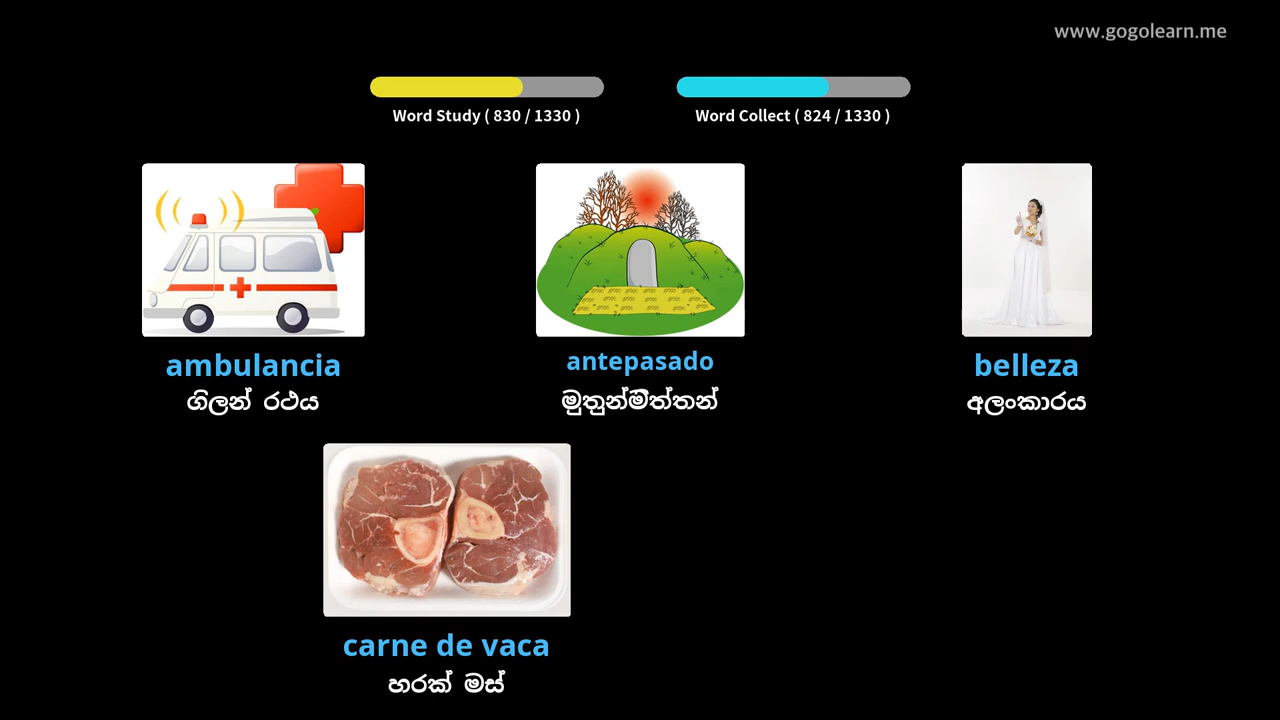 www.gogolearn.me
Word Study ( 830 / 1330 )
Word Collect ( 824 / 1330 )
ambulancia
ගිලන් රථය
antepasado
මුතුන්මිත්තන්
belleza
අලංකාරය
carne de vaca
හරක් මස්